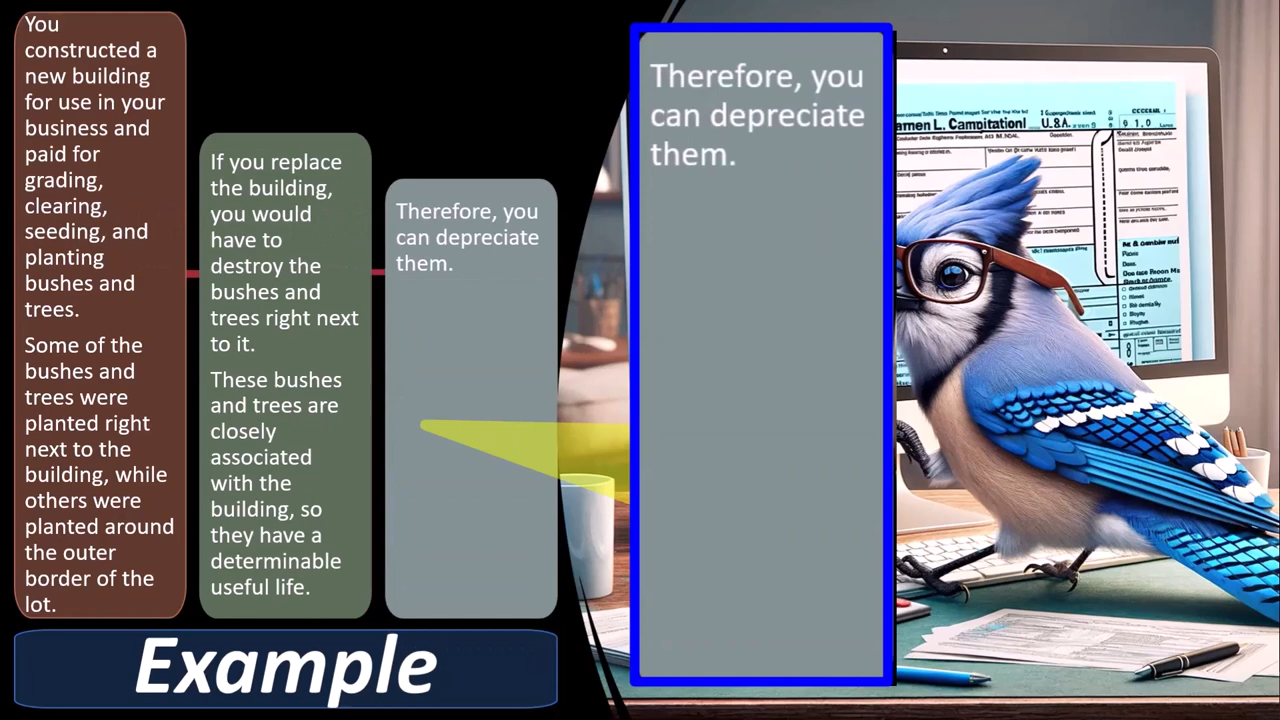 You
constructed a
new building
for use in your
business and
paid for
grading,
clearing,
seeding, and
planting
bushes and
trees.
Some of the
bushes and
trees were
planted right
next to the
building, while
others were
planted around
the outer
border of the
lot.
If you replace
the building,
you would
have to
destroy the
bushes and
trees right next
to it.
These bushes
and trees are
closely
associated
with the
building, so
they have a
determinable
useful life.
Therefore, you
can depreciate
them.
Example
Therefore, you
can depreciate
them.
U.S.A.